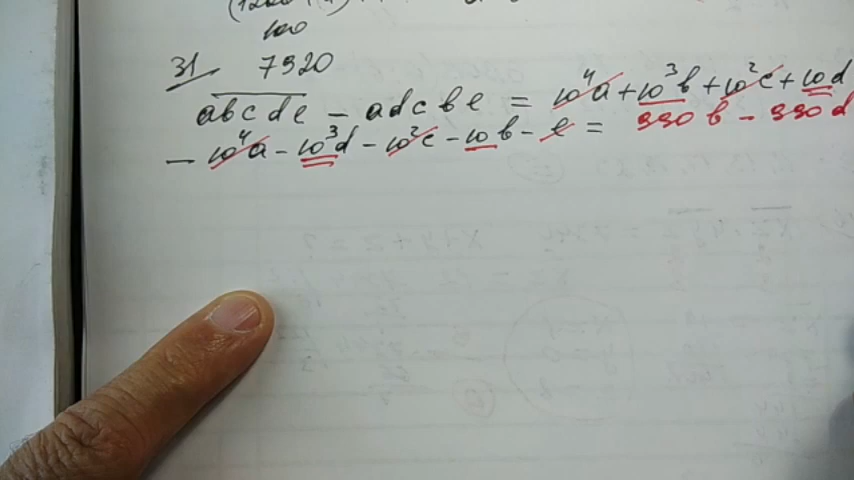 100
31. 7920
abcde - adcbe = 10⁴a + 10³b + 10²c + 10d
- 10⁴a - 10³d - 10²c - 10b - e = 990b - 990d